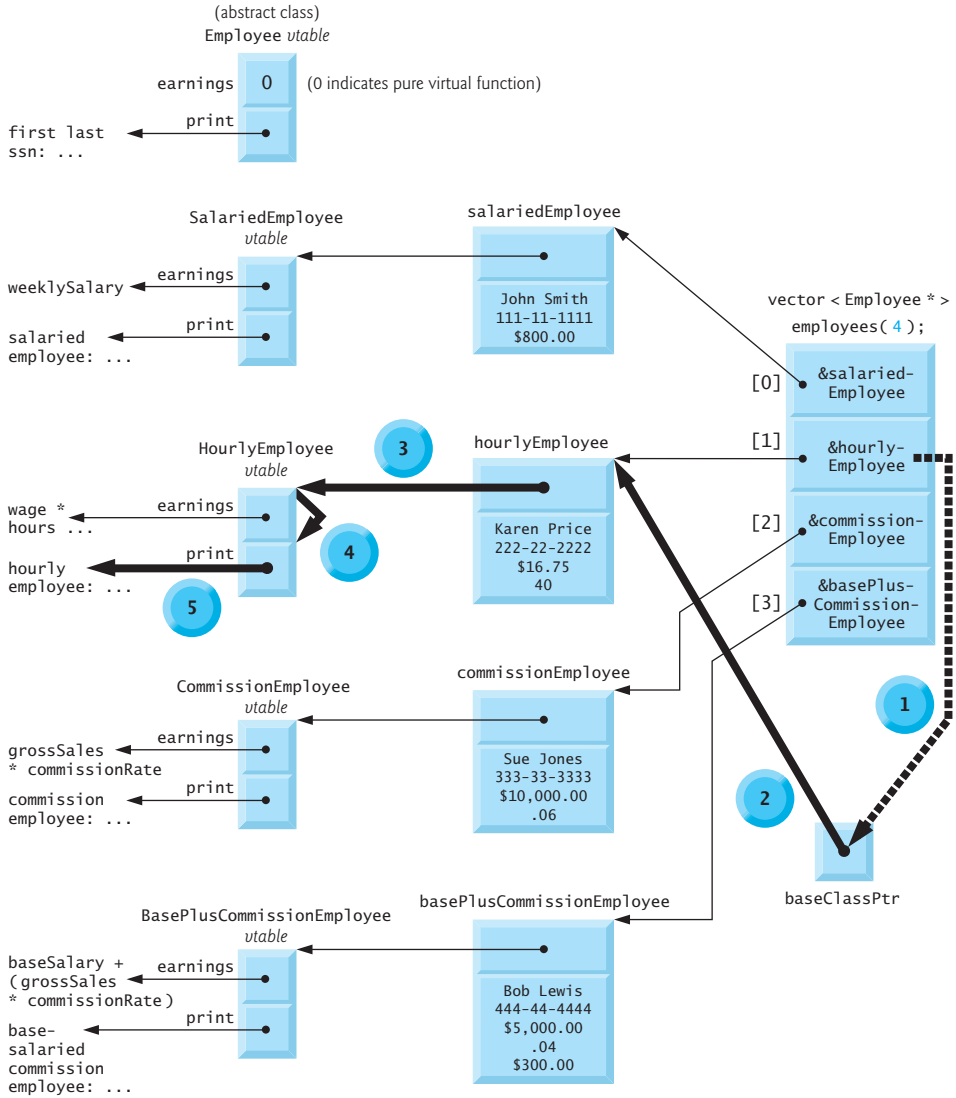 (abstract class)
Employee vtable
earnings
0
(0 indicates pure virtual function)
print
first last
ssn: ...
SalariedEmployee
vtable
earnings
weeklySalary
print
salaried
employee: ...
salariedEmployee
John Smith
111-11-1111
$800.00
vector < Employee * >
employees( 4 );
[0]
&salaried-
Employee
[1]
&hourly-
Employee
[2]
&commission-
Employee
[3]
&basePlus-
Commission-
Employee
HourlyEmployee
vtable
3
hourlyEmployee
earnings
wage *
hours ...
print
hourly
employee: ...
4
5
Karen Price
222-22-2222
$16.75
40
1
2
baseClassPtr
CommissionEmployee
vtable
earnings
grossSales
* commissionRate
print
commission
employee: ...
commissionEmployee
Sue Jones
333-33-3333
$10,000.00
.06
BasePlusCommissionEmployee
vtable
earnings
baseSalary +
(grossSales
* commissionRate)
print
base-
salaried
commission
employee: ...
basePlusCommissionEmployee
Bob Lewis
444-44-4444
$5,000.00
.04
$300.00